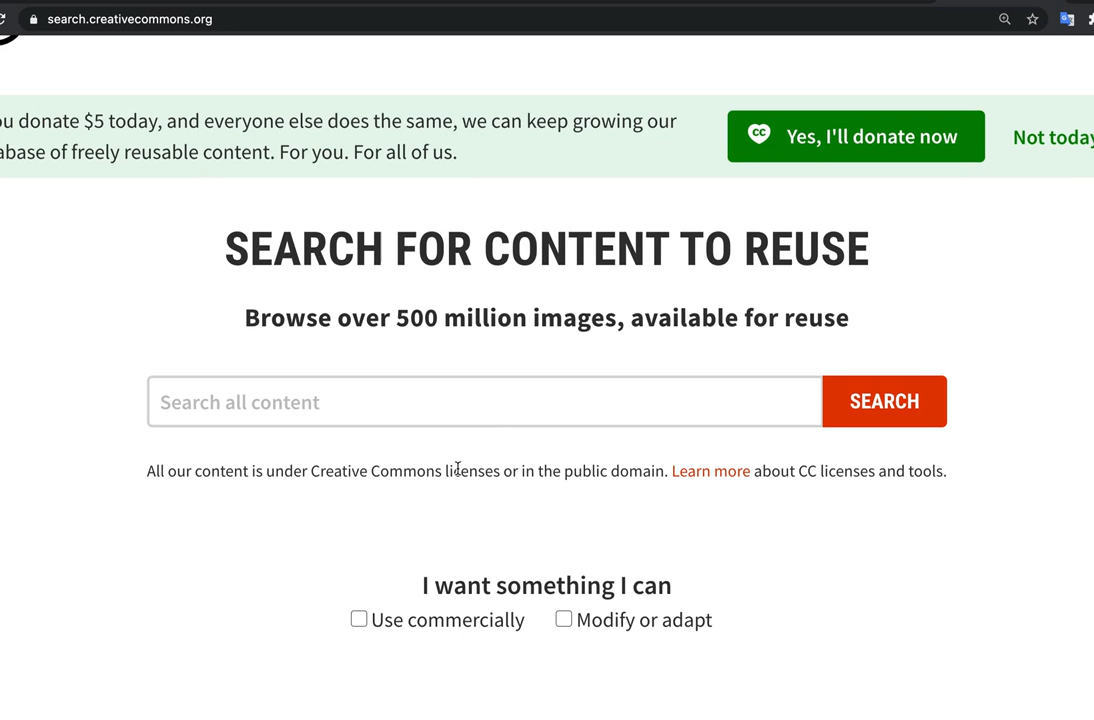 search.creativecommons.org
ou donate $5 today, and everyone else does the same, we can keep growing our
abase of freely reusable content. For you. For all of us.
CC Yes, I'll donate now
Not today
SEARCH FOR CONTENT TO REUSE
Browse over 500 million images, available for reuse
Search all content
SEARCH
All our content is under Creative Commons licenses or in the public domain. Learn more about CC licenses and tools.
I want something I can
Use commercially
Modify or adapt